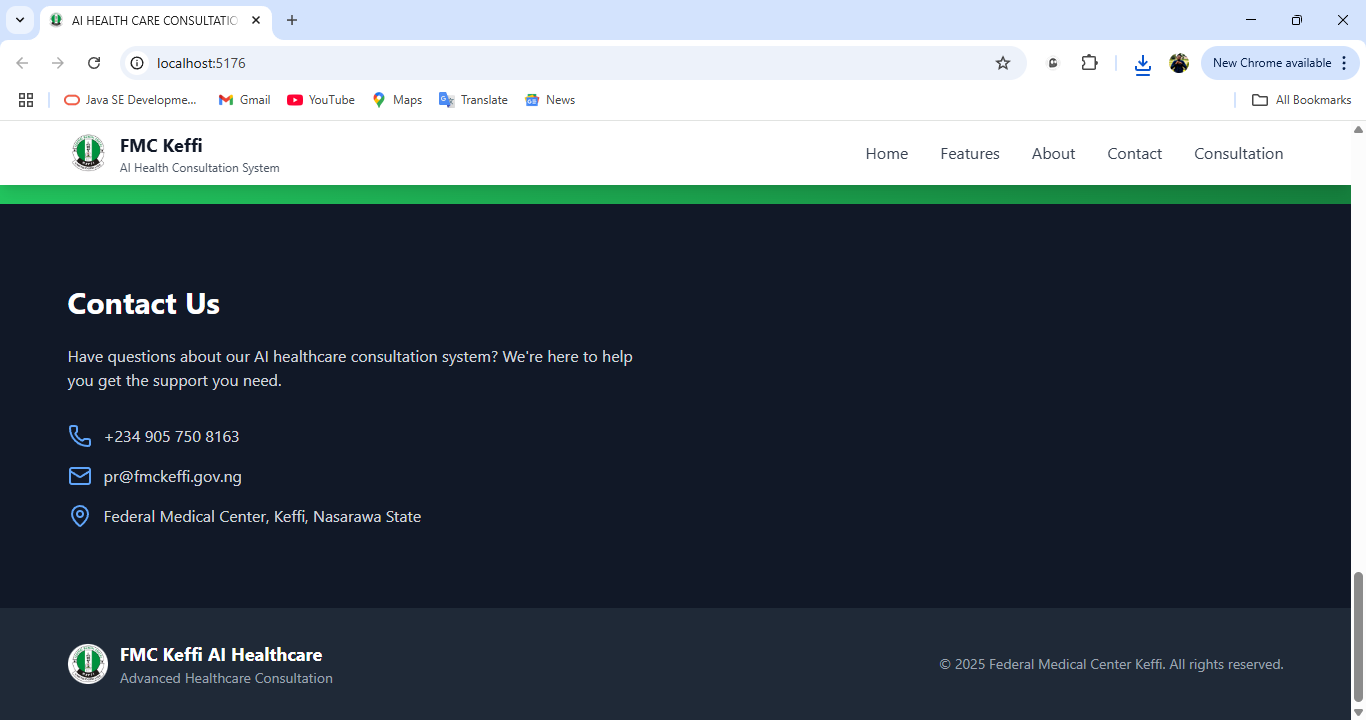 AI HEALTH CARE CONSULTATIO
localhost:5176
New Chrome available
Java SE Developme...
Gmail
YouTube
Maps
Translate
News
All Bookmarks
FMC Keffi
AI Health Consultation System
Home
Features
About
Contact
Consultation
Contact Us
Have questions about our AI healthcare consultation system? We're here to help
you get the support you need.
+234 905 750 8163
pr@fmckeffi.gov.ng
Federal Medical Center, Keffi, Nasarawa State
FMC Keffi AI Healthcare
Advanced Healthcare Consultation
© 2025 Federal Medical Center Keffi. All rights reserved.